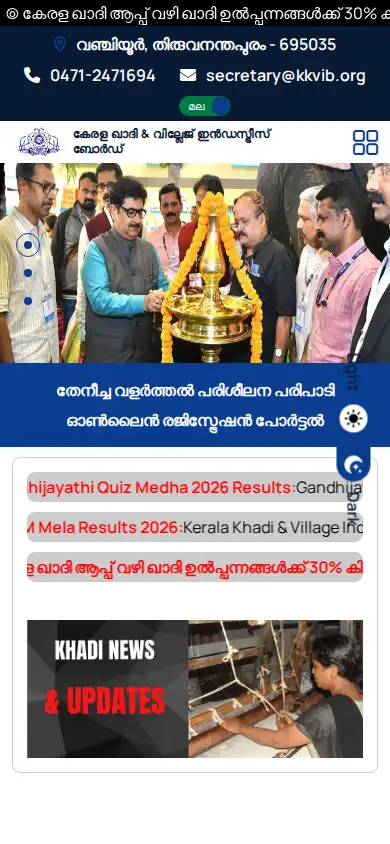 കേരള ഖാദി ആപ്പ് വഴി ഖാദി ഉൽപ്പന്നങ്ങൾക്ക് 30%
വഞ്ചിയൂർ, തിരുവനന്തപുരം - 695035
0471-2471694 secretary@kkvib.org
മല
കേരള ഖാദി & വില്ലേജ് ഇൻഡസ്ട്രീസ്
ബോർഡ്
തേനീച്ച വളർത്തൽ പരിശീലന പരിപാടി
ഓൺലൈൻ രജിസ്ട്രേഷൻ പോർട്ടൽ
Dark
hijayathi Quiz Medha 2026 Results:Gandhija
M Mela Results 2026:Kerala Khadi & Village Ind
ള ഖാദി ആപ്പ് വഴി ഖാദി ഉൽപ്പന്നങ്ങൾക്ക് 30% കി
KHADI NEWS
& UPDATES